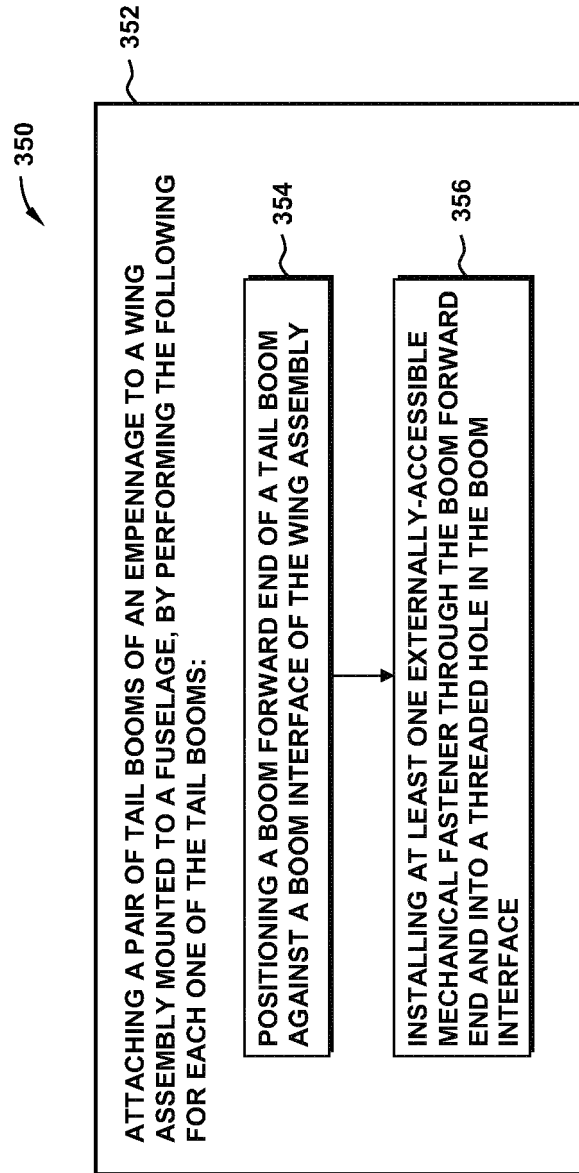 350
352
ATTACHING A PAIR OF TAIL BOOMS OF AN EMPENNAGE TO A WING
ASSEMBLY MOUNTED TO A FUSELAGE, BY PERFORMING THE FOLLOWING
FOR EACH ONE OF THE TAIL BOOMS:
354
POSITIONING A BOOM FORWARD END OF A TAIL BOOM
AGAINST A BOOM INTERFACE OF THE WING ASSEMBLY
356
INSTALLING AT LEAST ONE EXTERNALLY-ACCESSIBLE
MECHANICAL FASTENER THROUGH THE BOOM FORWARD
END AND INTO A THREADED HOLE IN THE BOOM
INTERFACE